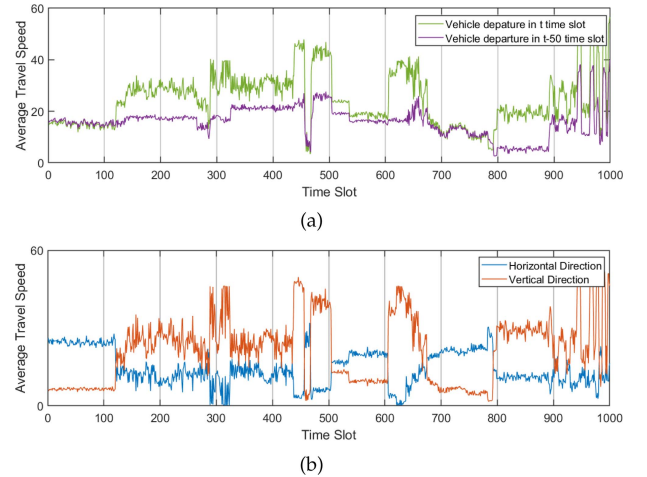 60
40
20
0
Average Travel Speed
Vehicle depature in t time slot
Vehicle departure in t-50 time slot
0 100 200 300 400 500 600 700 800 900 1000
Time Slot
(a)
60
30
0
Average Travel Speed
Horizontal Direction
Vertical Direction
0 100 200 300 400 500 600 700 800 900 1000
Time Slot
(b)